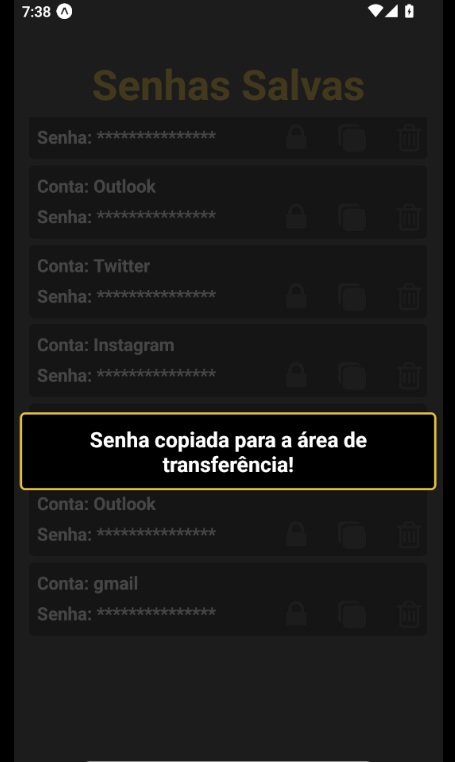 7:38
Senhas Salvas
Senha: ***************
Conta: Outlook
Senha: ***************
Conta: Twitter
Senha: ***************
Conta: Instagram
Senha: ***************
Senha copiada para a área de
transferência!
Conta: Outlook
Senha: ***************
Conta: gmail
Senha: ***************